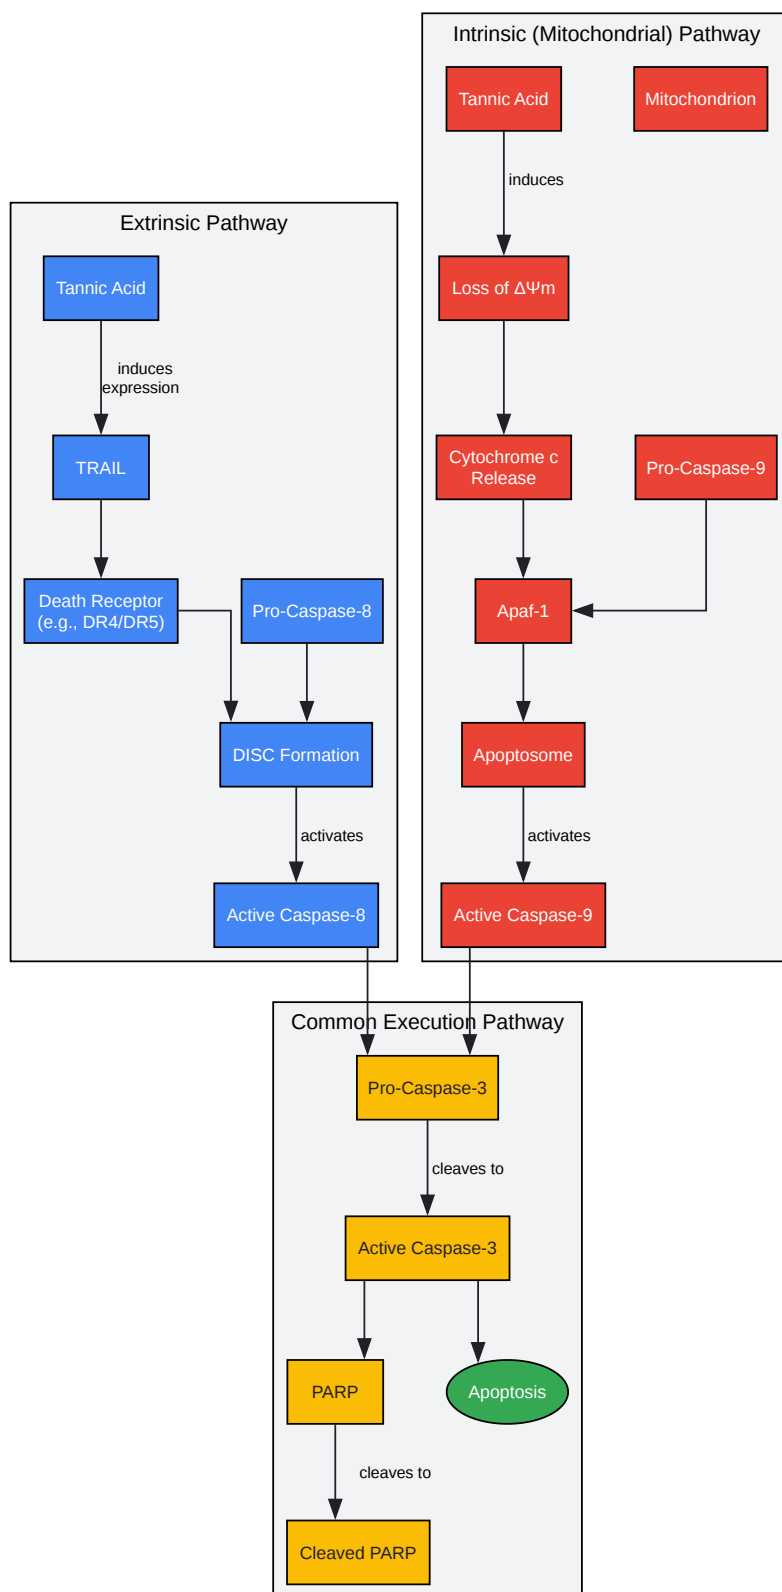 Intrinsic (Mitochondrial) Pathway
Tannic Acid
Mitochondrion
induces
Loss of ΔΨm
Cytochrome c
Release
Pro-Caspase-9
Apaf-1
Apoptosome
activates
Active Caspase-9
Extrinsic Pathway
Tannic Acid
induces
expression
TRAIL
Death Receptor
(e.g., DR4/DR5)
Pro-Caspase-8
DISC Formation
activates
Active Caspase-8
Common Execution Pathway
Pro-Caspase-3
cleaves to
Active Caspase-3
PARP
Apoptosis
cleaves to
Cleaved PARP